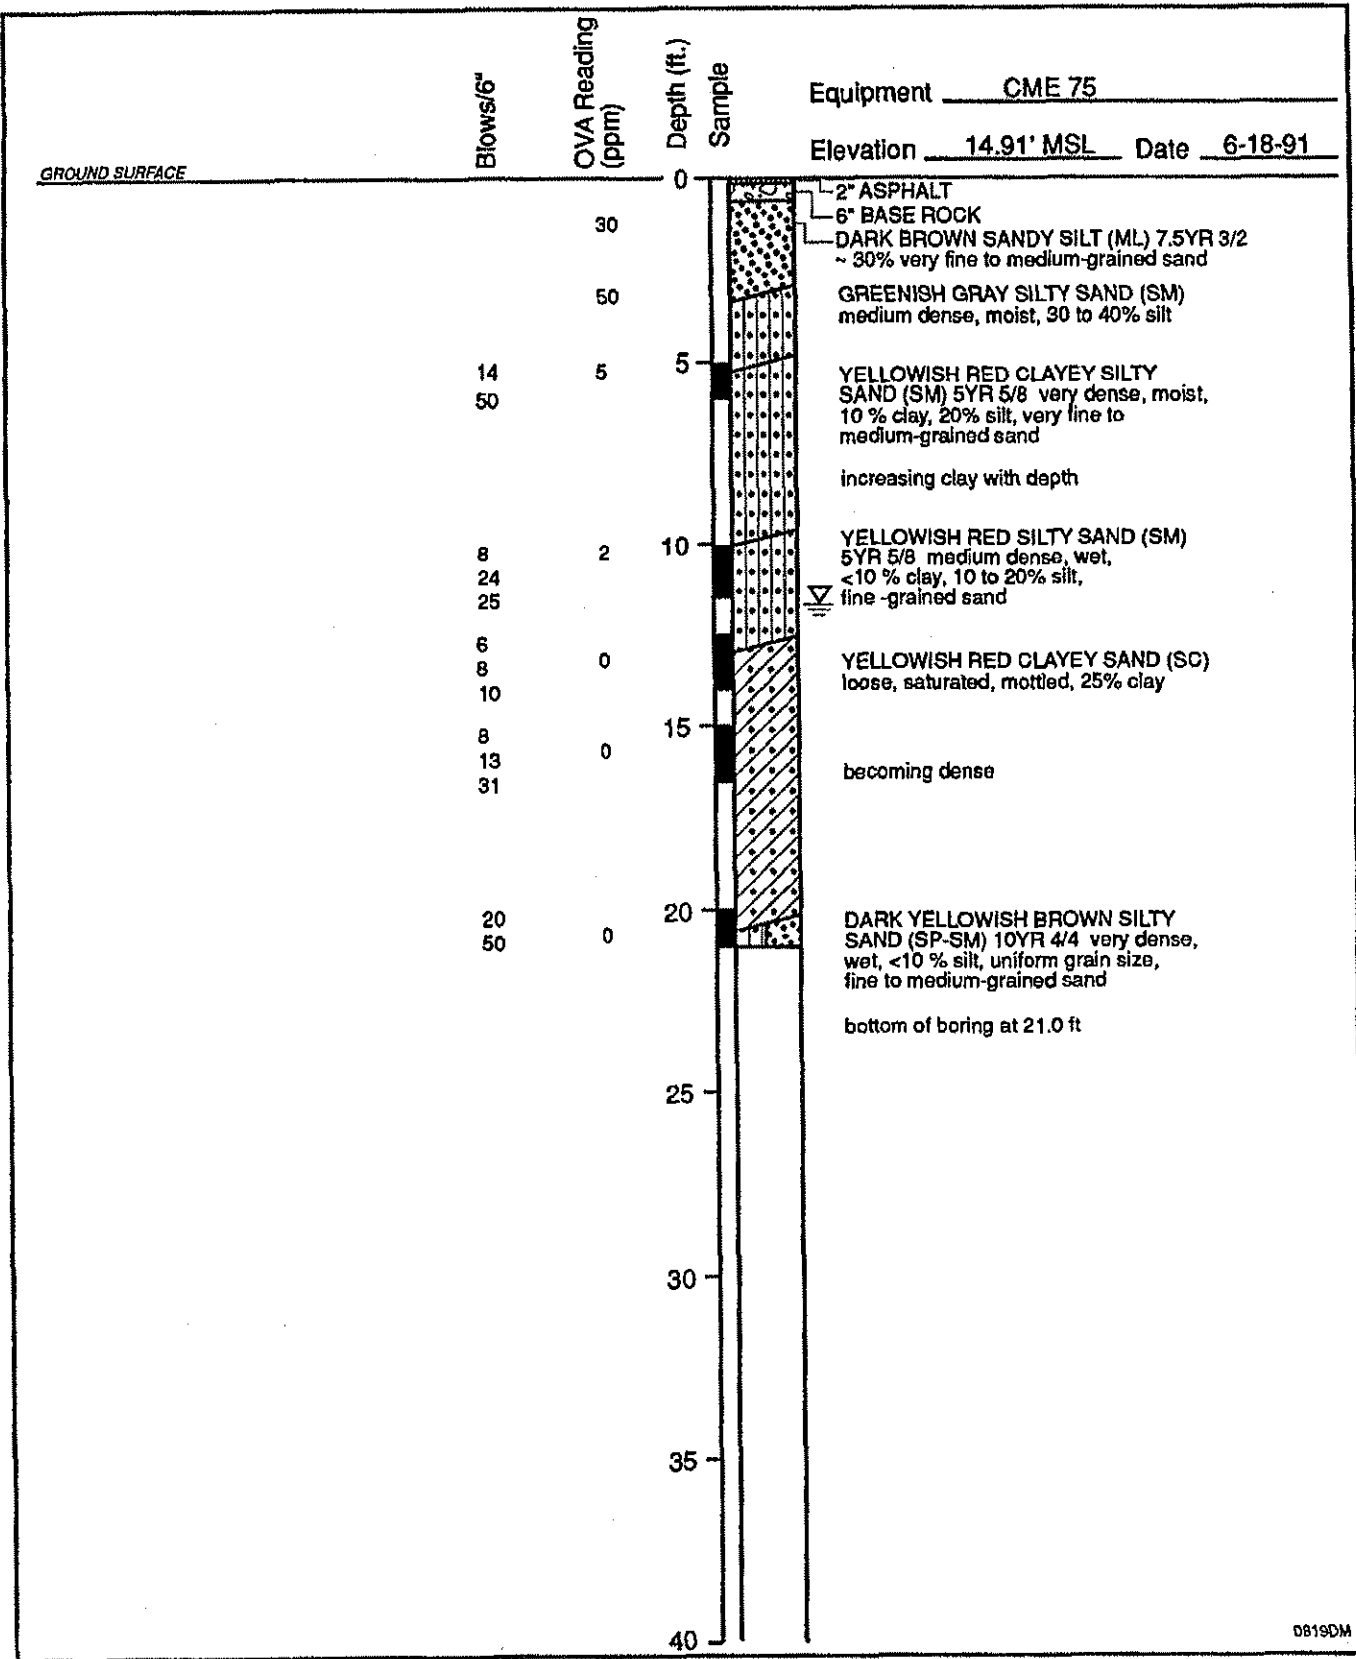 Blows/6"
OVA Reading
(ppm)
Depth (ft.)
Sample
Equipment CME 75
Elevation 14.91' MSL Date 6-18-91
GROUND SURFACE
0
2" ASPHALT
6" BASE ROCK
30
DARK BROWN SANDY SILT (ML) 7.5YR 3/2
~ 30% very fine to medium-grained sand
50
GREENISH GRAY SILTY SAND (SM)
medium dense, moist, 30 to 40% silt
5
14 5
50
YELLOWISH RED CLAYEY SILTY
SAND (SM) 5YR 5/8 very dense, moist,
10 % clay, 20% silt, very fine to
medium-grained sand
increasing clay with depth
10
8 2
24
25
YELLOWISH RED SILTY SAND (SM)
5YR 5/8 medium dense, wet,
<10 % clay, 10 to 20% silt,
fine -grained sand
6
8 0
10
YELLOWISH RED CLAYEY SAND (SC)
loose, saturated, mottled, 25% clay
15
8
13 0
31
becoming dense
20
20
50 0
DARK YELLOWISH BROWN SILTY
SAND (SP-SM) 10YR 4/4 very dense,
wet, <10 % silt, uniform grain size,
fine to medium-grained sand
bottom of boring at 21.0 ft
25
30
35
40
0819DM